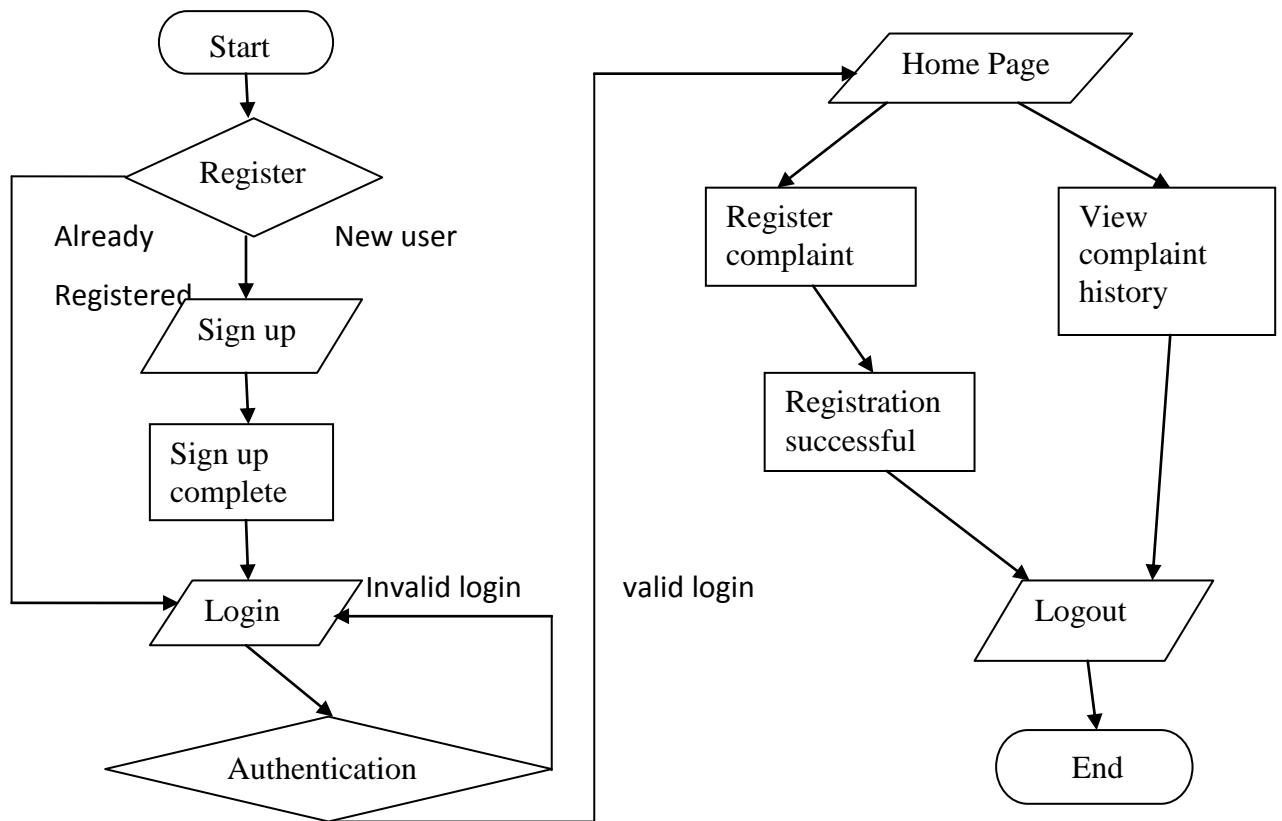 Start
Register
Already
Registered
New user
Sign up
Sign up
complete
Login
Invalid login
Authentication
valid login
Home Page
Register
complaint
View
complaint
history
Registration
successful
Logout
End